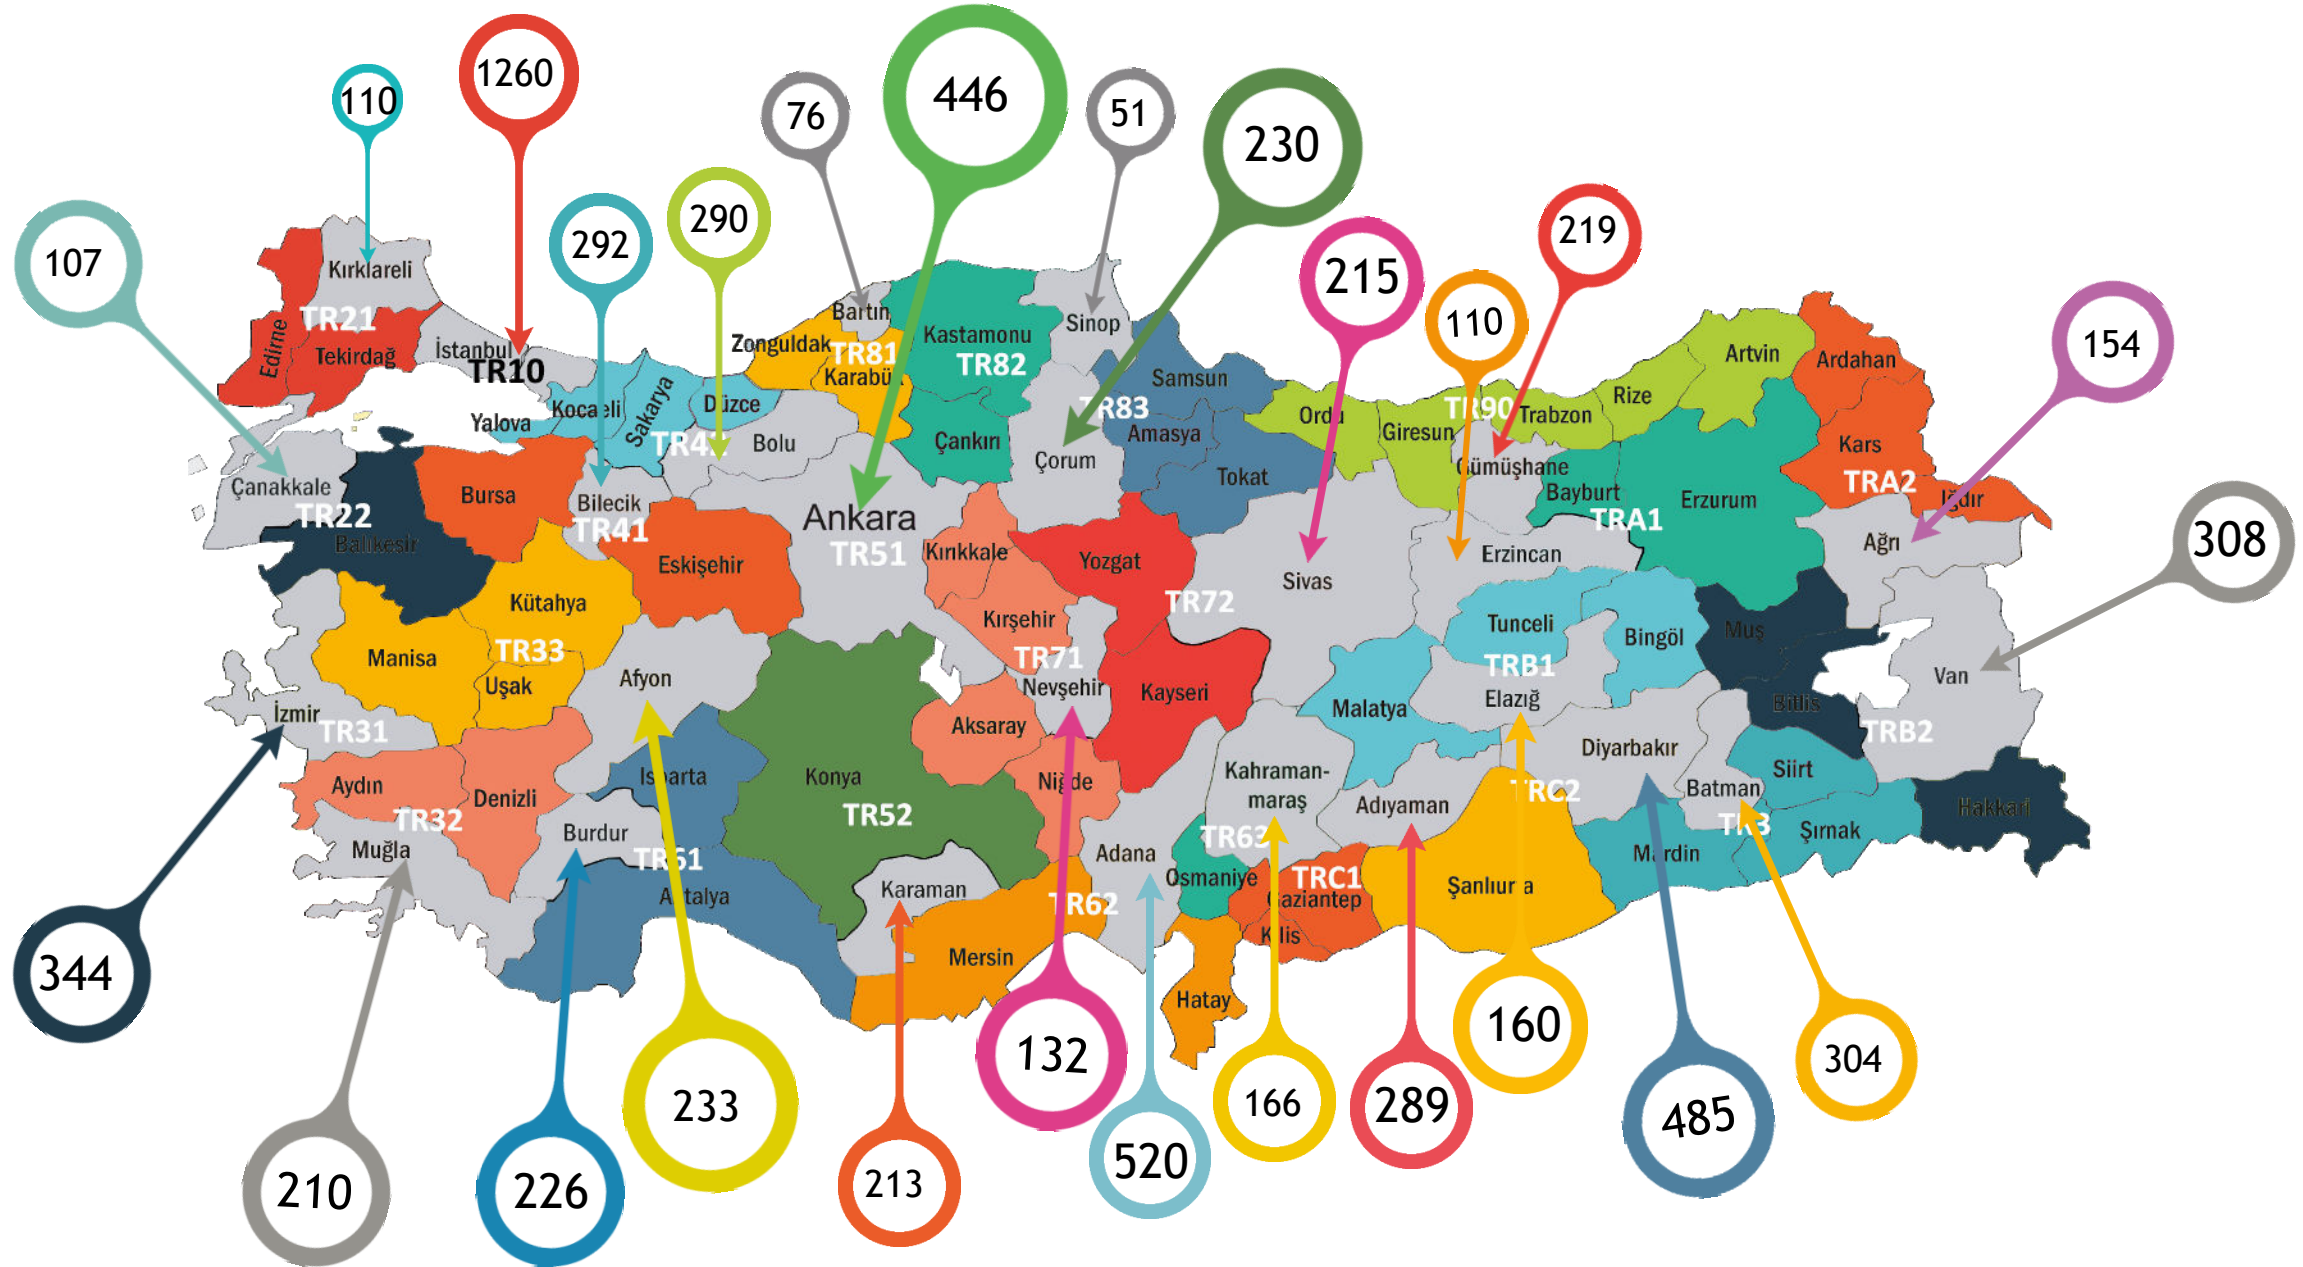 1260
446
110
76
51
230
290
219
292
215
107
110
154
308
Kırklareli
TR21
Edirne
Tekirdağ
İstanbul
TR10
Yalova
Kocaeli
Sakarya
Düzce
TR42
Bolu
Zonguldak
Bartın
TR81
Karabük
Kastamonu
TR82
Çankırı
Sinop
Samsun
TR83
Amasya
Çorum
Tokat
Ordu
Giresun
TR90
Trabzon
Rize
Artvin
Gümüşhane
Bayburt
TRA1
Erzurum
Ardahan
Kars
TRA2
Iğdır
Ağrı
Çanakkale
TR22
Balıkesir
Bursa
Bilecik
TR41
Eskişehir
Ankara
TR51
Kırıkkale
Yozgat
TR72
Sivas
Erzincan
Kütahya
TR33
Manisa
Uşak
Afyon
Kırşehir
TR71
Nevşehir
Kayseri
Tunceli
TRB1
Elazığ
Bingöl
Muş
Bitlis
Van
TRB2
İzmir
TR31
Aydın
TR32
Denizli
Muğla
Isparta
Burdur
TR61
Antalya
Konya
TR52
Karaman
Aksaray
Niğde
Adana
TR62
Mersin
Malatya
Kahraman-
maraş
TR63
Osmaniye
Hatay
Adıyaman
TRC1
Gaziantep
Kilis
Şanlıurfa
Diyarbakır
TRC2
Batman
Siirt
Mardin
Şırnak
Hakkari
344
210
226
233
213
132
520
166
289
160
485
304